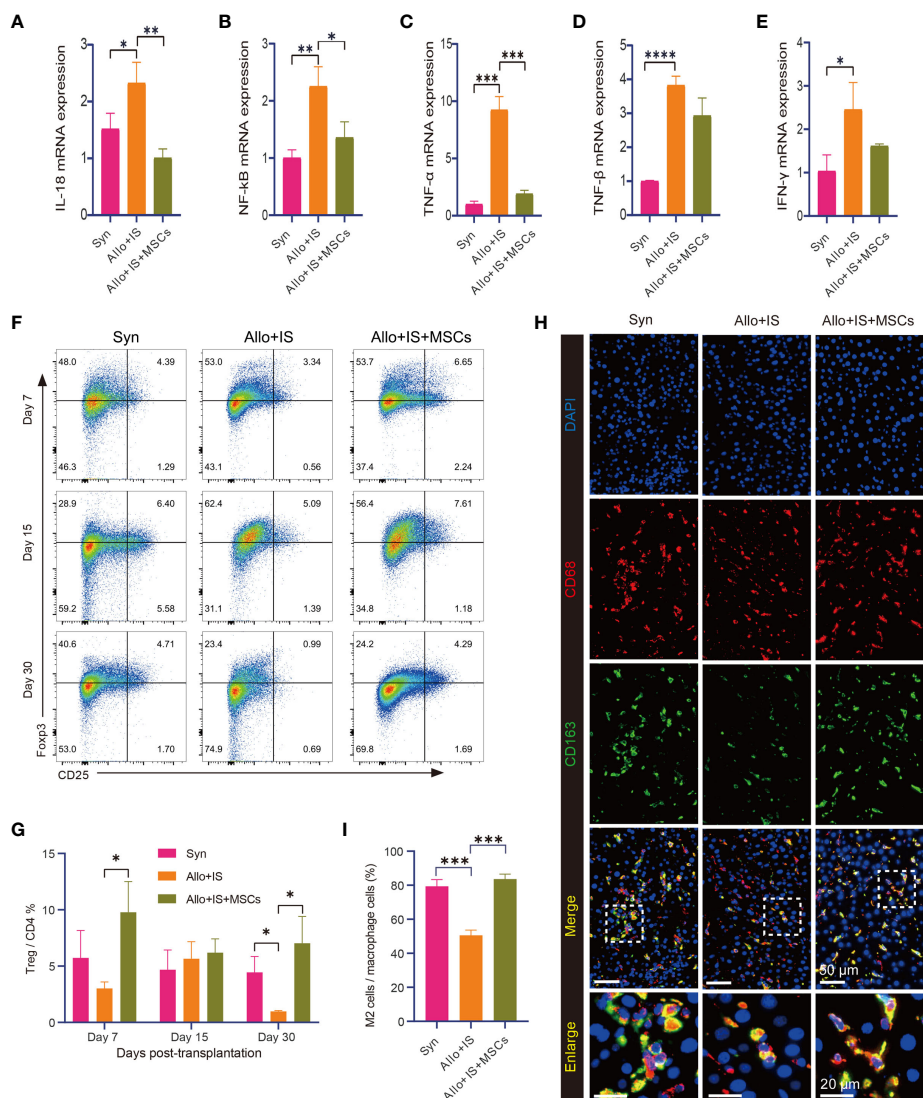 A
B
C
D
E
IL-18 mRNA expression
3
2
1
0
*
**
Syn
Allo+IS
Allo+IS+MSCs
NF-kB mRNA expression
3
2
1
0
**
*
Syn
Allo+IS
Allo+IS+MSCs
TNF-α mRNA expression
15
10
5
0
***
***
Syn
Allo+IS
Allo+IS+MSCs
TNF-β mRNA expression
6
4
2
0
****
Syn
Allo+IS
Allo+IS+MSCs
IFN-γ mRNA expression
4
3
2
1
0
*
Syn
Allo+IS
Allo+IS+MSCs
F
Syn
Allo+IS
Allo+IS+MSCs
Day 7
48.0 4.39
46.3 1.29
53.0 3.34
43.1 0.56
53.7 6.65
37.4 2.24
Day 15
28.9 6.40
59.2 5.58
62.4 5.09
31.1 1.39
56.4 7.61
34.8 1.18
Day 30
40.6 4.71
53.0 1.70
23.4 0.99
74.9 0.69
24.2 4.29
69.8 1.69
Foxp3
CD25
G
Treg / CD4 %
15
10
5
0
Syn
Allo+IS
Allo+IS+MSCs
*
*
*
Day 7
Day 15
Day 30
Days post-transplantation
I
M2 cells / macrophage cells (%)
100
80
60
40
20
0
***
***
Syn
Allo+IS
Allo+IS+MSCs
H
Syn
Allo+IS
Allo+IS+MSCs
DAPI
CD68
CD163
Merge
50 μm
Enlarge
20 μm